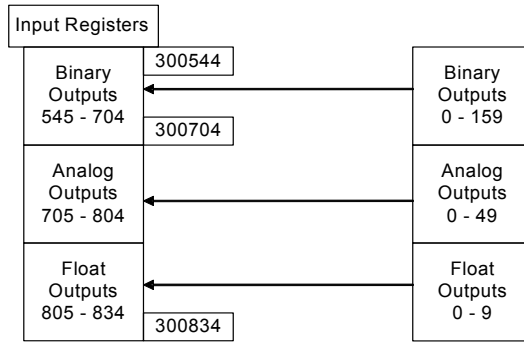 Input Registers
Binary
Outputs
545 - 704
300544
300704
Binary
Outputs
0 - 159
Analog
Outputs
705 - 804
Analog
Outputs
0 - 49
Float
Outputs
805 - 834
300834
Float
Outputs
0 - 9